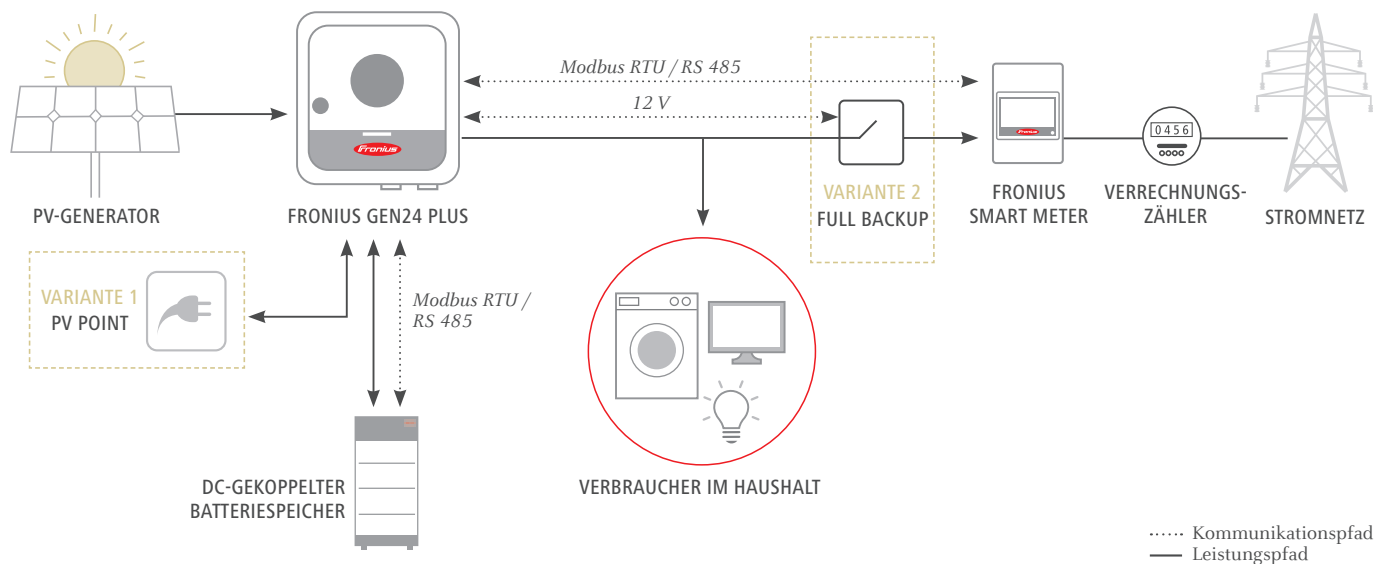 Modbus RTU / RS 485
12 V
Fronius
Fronius
0456
PV-GENERATOR
FRONIUS GEN24 PLUS
VARIANTE 2
FULL BACKUP
FRONIUS
SMART METER
VERRECHNUNGS-
ZÄHLER
STROMNETZ
VARIANTE 1
PV POINT
Modbus RTU /
RS 485
DC-GEKOPPELTER
BATTERIESPEICHER
VERBRAUCHER IM HAUSHALT
Kommunikationspfad
Leistungspfad